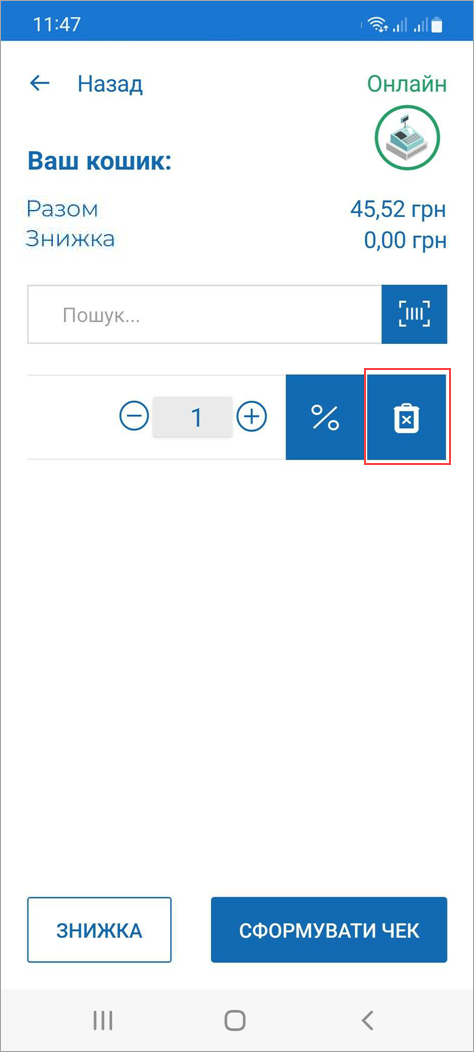 11:47
Назад
Онлайн
Ваш кошик:
Разом 45,52 грн
Знижка 0,00 грн
Пошук...
1
%
ЗНИЖКА
СФОРМУВАТИ ЧЕК